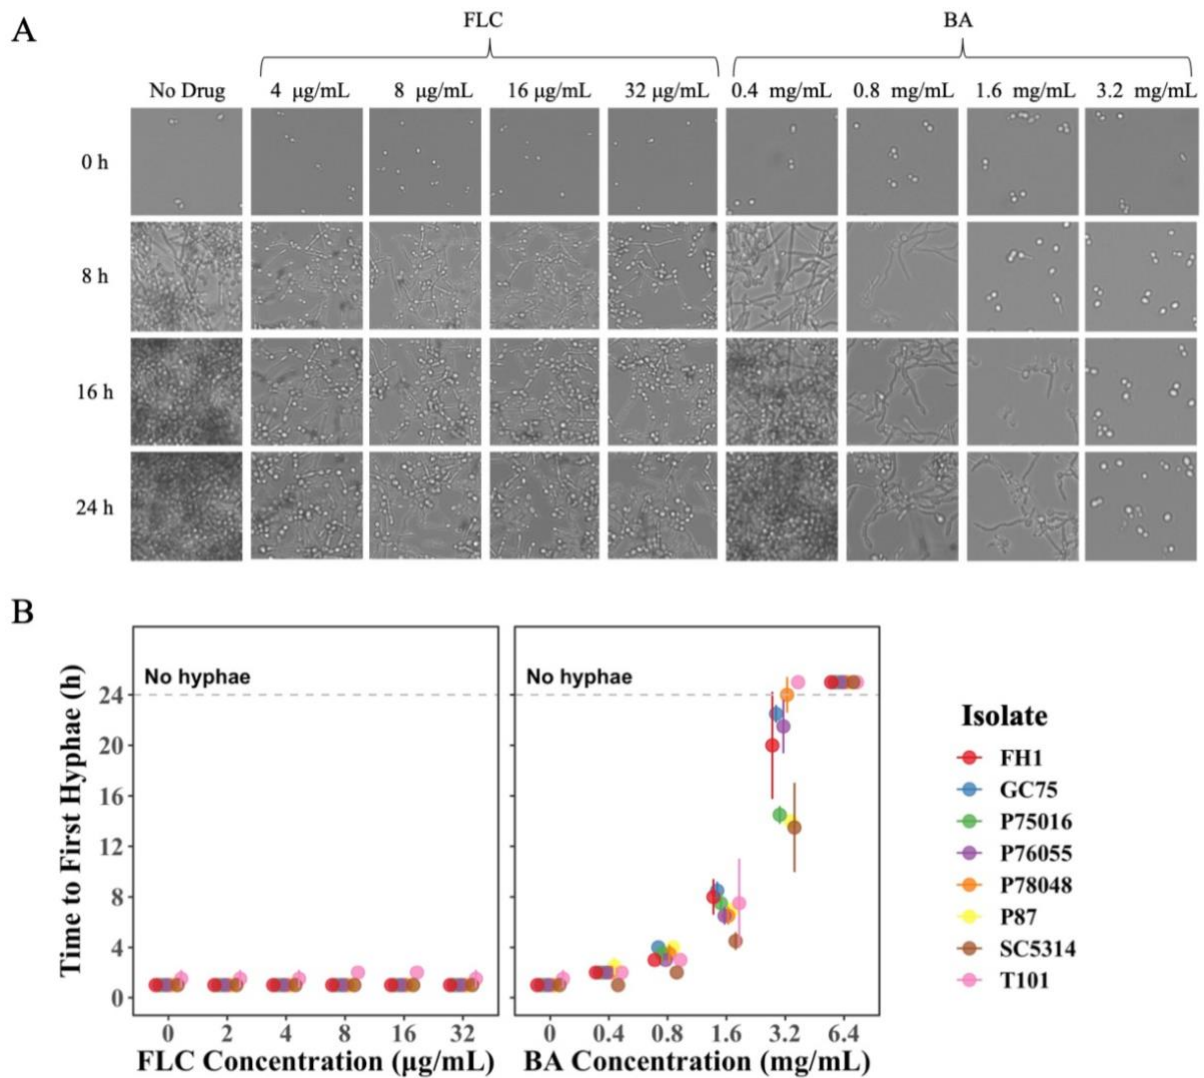 A
FLC
BA
No Drug
4 μg/mL
8 μg/mL
16 μg/mL
32 μg/mL
0.4 mg/mL
0.8 mg/mL
1.6 mg/mL
3.2 mg/mL
0 h
8 h
16 h
24 h
B
Time to First Hyphae (h)
No hyphae
No hyphae
24
20
16
12
8
4
0
0 2 4 8 16 32
0 0.4 0.8 1.6 3.2 6.4
FLC Concentration (μg/mL)
BA Concentration (mg/mL)
Isolate
FH1
GC75
P75016
P76055
P78048
P87
SC5314
T101